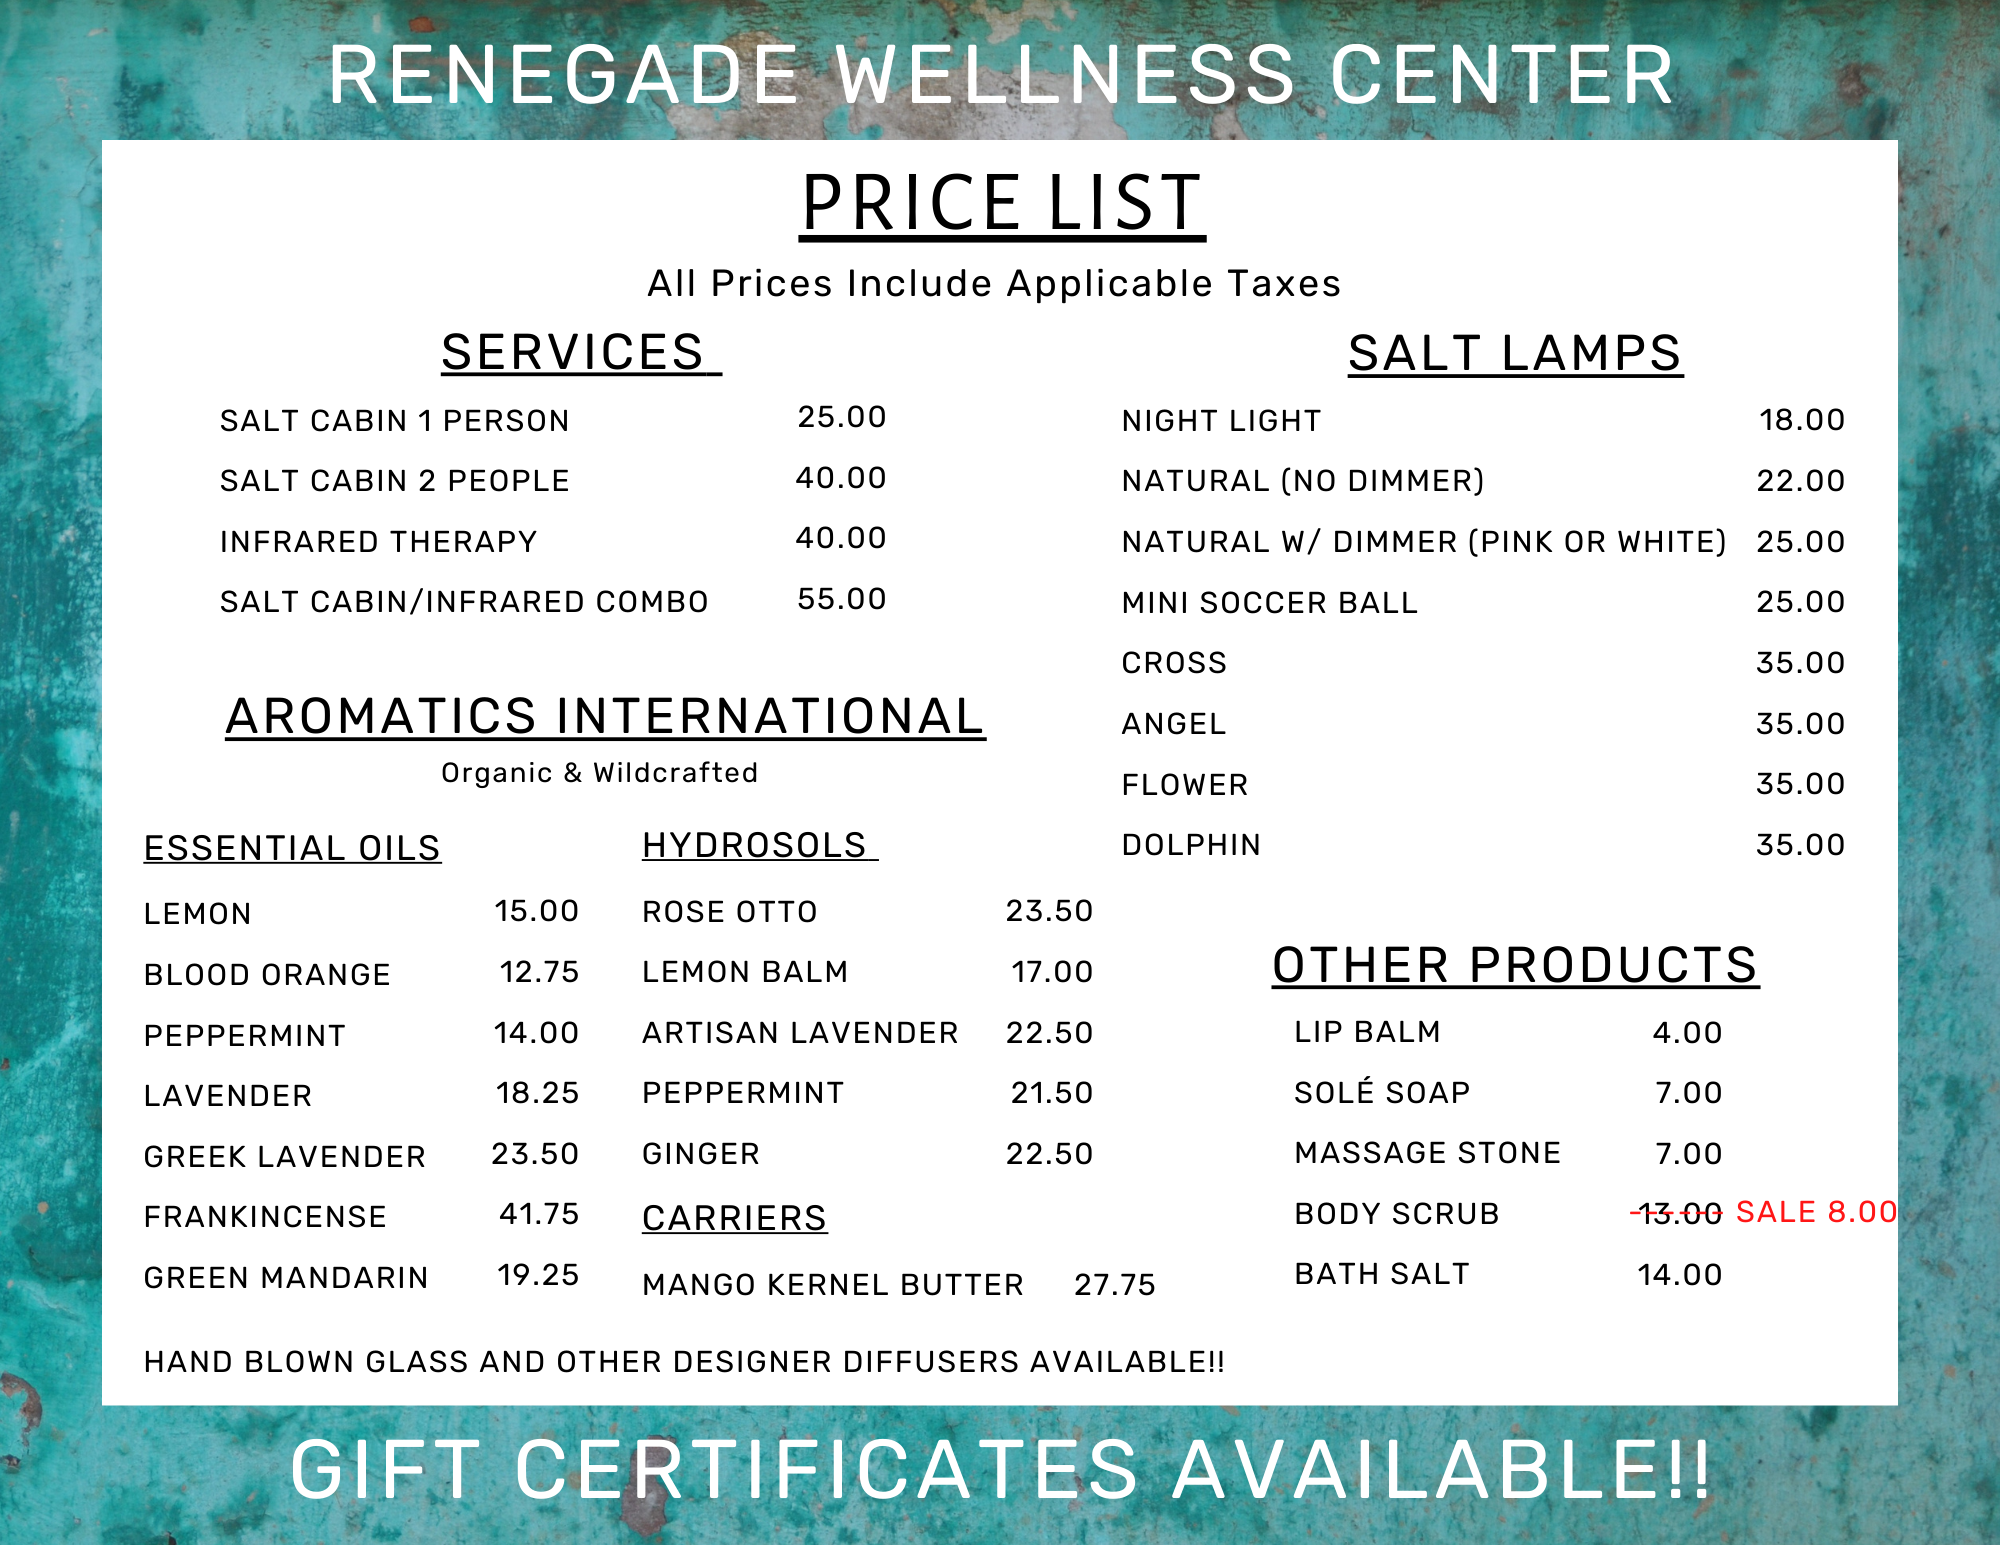 RENEGADE WELLNESS CENTER
PRICE LIST
All Prices Include Applicable Taxes
SERVICES
SALT CABIN 1 PERSON 25.00
SALT CABIN 2 PEOPLE 40.00
INFRARED THERAPY 40.00
SALT CABIN/INFRARED COMBO 55.00
AROMATICS INTERNATIONAL
Organic & Wildcrafted
ESSENTIAL OILS
LEMON 15.00
BLOOD ORANGE 12.75
PEPPERMINT 14.00
LAVENDER 18.25
GREEK LAVENDER 23.50
FRANKINCENSE 41.75
GREEN MANDARIN 19.25
HYDROSOLS
ROSE OTTO 23.50
LEMON BALM 17.00
ARTISAN LAVENDER 22.50
PEPPERMINT 21.50
GINGER 22.50
CARRIERS
MANGO KERNEL BUTTER 27.75
SALT LAMPS
NIGHT LIGHT 18.00
NATURAL (NO DIMMER) 22.00
NATURAL W/ DIMMER (PINK OR WHITE) 25.00
MINI SOCCER BALL 25.00
CROSS 35.00
ANGEL 35.00
FLOWER 35.00
DOLPHIN 35.00
OTHER PRODUCTS
LIP BALM 4.00
SOLÉ SOAP 7.00
MASSAGE STONE 7.00
BODY SCRUB 13.00 SALE 8.00
BATH SALT 14.00
HAND BLOWN GLASS AND OTHER DESIGNER DIFFUSERS AVAILABLE!!
GIFT CERTIFICATES AVAILABLE!!